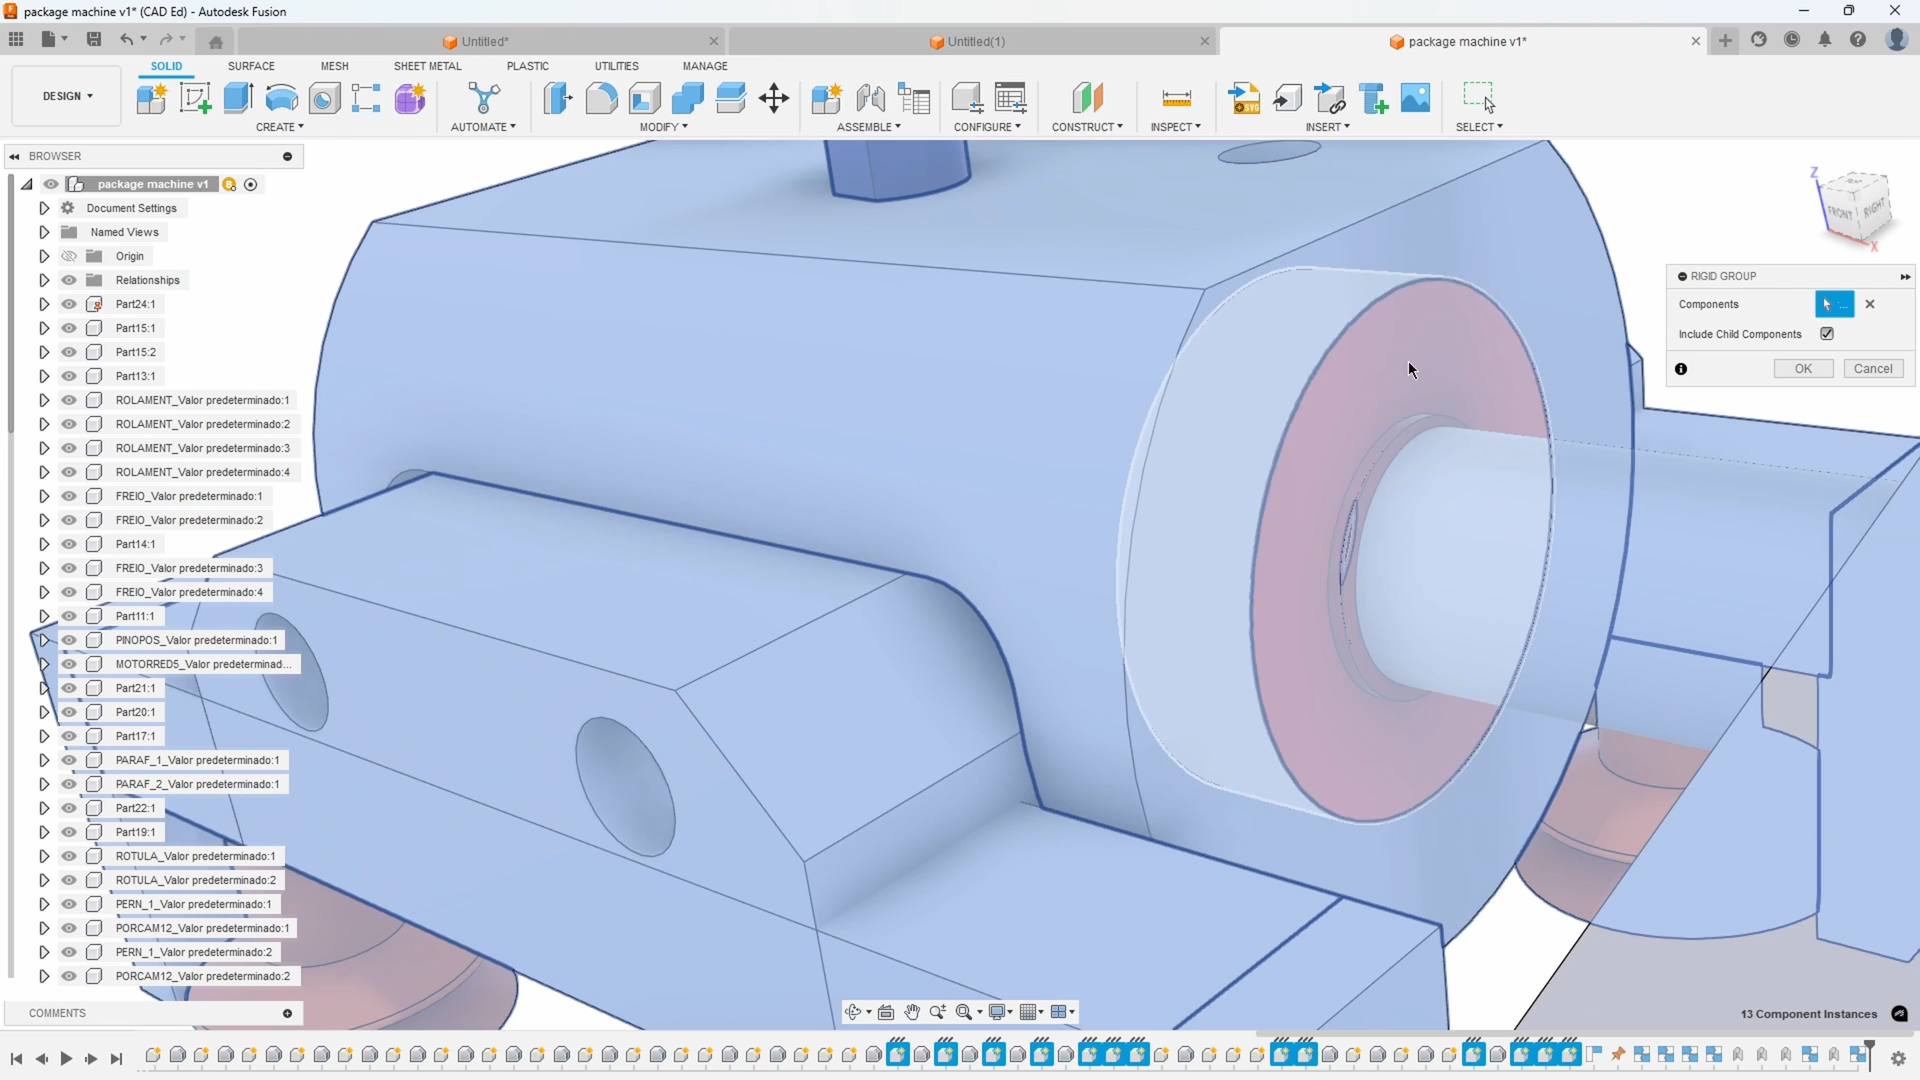 package machine v1* (CAD Ed) - Autodesk Fusion
Untitled*
Untitled(1)
package machine v1*
SOLID SURFACE MESH SHEET METAL PLASTIC UTILITIES MANAGE
DESIGN
CREATE AUTOMATE MODIFY ASSEMBLE CONFIGURE CONSTRUCT INSPECT INSERT SELECT
BROWSER
package machine v1
Document Settings
Named Views
Origin
Relationships
Part24:1
Part15:1
Part15:2
Part13:1
ROLAMENT_Valor predeterminado:1
ROLAMENT_Valor predeterminado:2
ROLAMENT_Valor predeterminado:3
ROLAMENT_Valor predeterminado:4
FREIO_Valor predeterminado:1
FREIO_Valor predeterminado:2
Part14:1
FREIO_Valor predeterminado:3
FREIO_Valor predeterminado:4
Part11:1
PINOPOS_Valor predeterminado:1
MOTORRED5_Valor predeterminad...
Part21:1
Part20:1
Part17:1
PARAF_1_Valor predeterminado:1
PARAF_2_Valor predeterminado:1
Part22:1
Part19:1
ROTULA_Valor predeterminado:1
ROTULA_Valor predeterminado:2
PERN_1_Valor predeterminado:1
PORCAM12_Valor predeterminado:1
PERN_1_Valor predeterminado:2
PORCAM12_Valor predeterminado:2
COMMENTS
Z
FRONT RIGHT
X
RIGID GROUP
Components
Include Child Components
OK Cancel
13 Component Instances